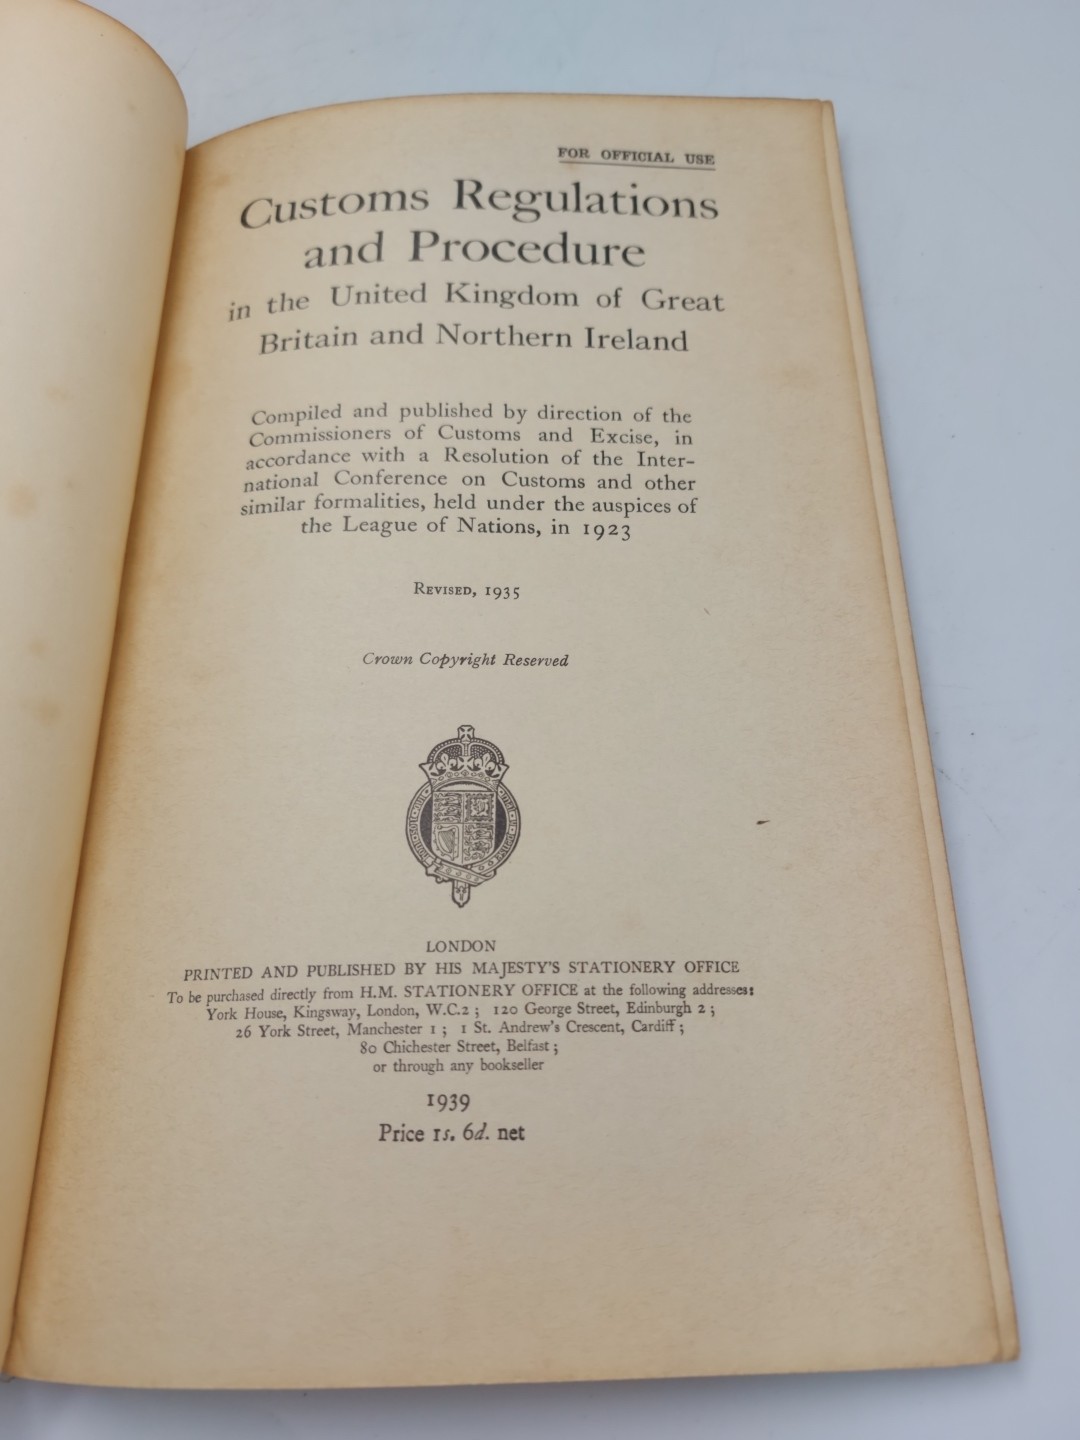 FOR OFFICIAL USE
Customs Regulations
and Procedure
in the United Kingdom of Great
Britain and Northern Ireland
Compiled and published by direction of the
Commissioners of Customs and Excise, in
accordance with a Resolution of the Inter-
national Conference on Customs and other
similar formalities, held under the auspices of
the League of Nations, in 1923
REVISED, 1935
Crown Copyright Reserved
LONDON
PRINTED AND PUBLISHED BY HIS MAJESTY'S STATIONERY OFFICE
To be purchased directly from H.M. STATIONERY OFFICE at the following addresses:
York House, Kingsway, London, W.C.2 ; 120 George Street, Edinburgh 2 ;
26 York Street, Manchester 1 ; 1 St. Andrew's Crescent, Cardiff ;
80 Chichester Street, Belfast ;
or through any bookseller
1939
Price 1s. 6d. net